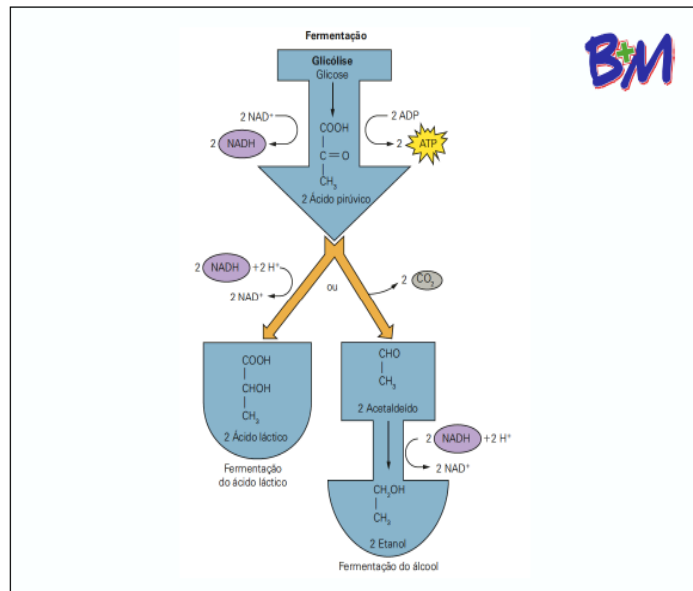 Fermentação
B+M
Glicólise
Glicose
2 NAD⁺
2 NADH
2 ADP
2 ATP
COOH
C = O
CH₃
2 Ácido pirúvico
2 NADH + 2 H⁺
2 NAD⁺
ou
2 CO₂
COOH
CHOH
CH₃
2 Ácido láctico
Fermentação
do ácido láctico
CHO
CH₃
2 Acetaldeído
2 NADH + 2 H⁺
2 NAD⁺
CH₂OH
CH₃
2 Etanol
Fermentação do álcool